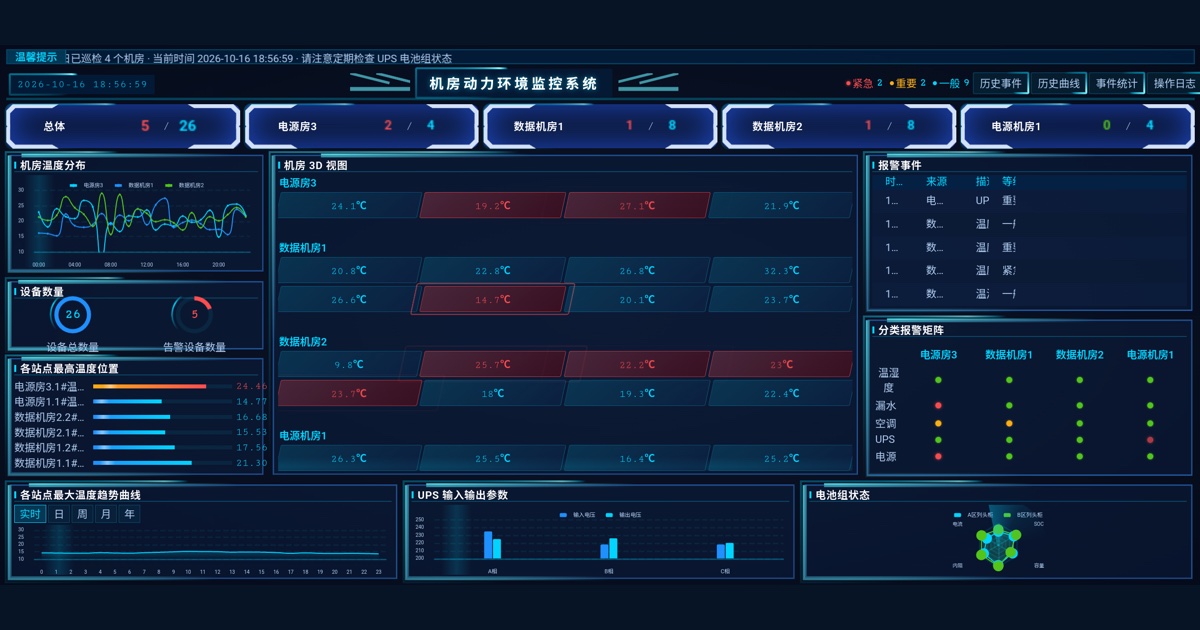 温馨提示
已巡检 4 个机房 · 当前时间 2026-10-16 18:56:59 · 请注意定期检查 UPS 电池组状态
2026-10-16 18:56:59
机房动力环境监控系统
紧急 2 重要 2 一般 9
历史事件 历史曲线 事件统计 操作日志
总体 5 / 26
电源房3 2 / 4
数据机房1 1 / 8
数据机房2 1 / 8
电源机房1 0 / 4
机房温度分布
电源房3 数据机房1 数据机房2
30
25
20
15
10
00:00 04:00 08:00 12:00 16:00 20:00
设备数量
26 5
设备总数量 告警设备数量
各站点最高温度位置
电源房3.1#温... 24.46
电源房1.1#温... 14.77
数据机房2.2#... 16.68
数据机房2.1#... 15.53
数据机房1.2#... 17.56
数据机房1.1#... 21.30
机房 3D 视图
电源房3
24.1℃ 19.2℃ 27.1℃ 21.9℃
数据机房1
20.8℃ 22.8℃ 26.8℃ 32.3℃
26.6℃ 14.7℃ 20.1℃ 23.7℃
数据机房2
9.8℃ 25.7℃ 22.2℃ 23℃
23.7℃ 18℃ 19.3℃ 22.4℃
电源机房1
26.3℃ 25.5℃ 16.4℃ 25.2℃
报警事件
时... 来源
1... 电... UP
1... 数...
1... 数...
1... 数...
1... 数...
分类报警矩阵
电源房3 数据机房1 数据机房2 电源机房1
温湿度
漏水
空调
UPS
电源
各站点最大温度趋势曲线
实时 日 周 月 年
30
25
20
15
10
0 1 2 3 4 5 6 7 8 9 10 11 12 13 14 15 16 17 18 19 20 21 22 23
UPS 输入输出参数
输入电压 输出电压
250
240
230
220
210
200
A相 B相 C相
电池组状态
A区列头柜 B区列头柜
电流 SOC
内阻 容量